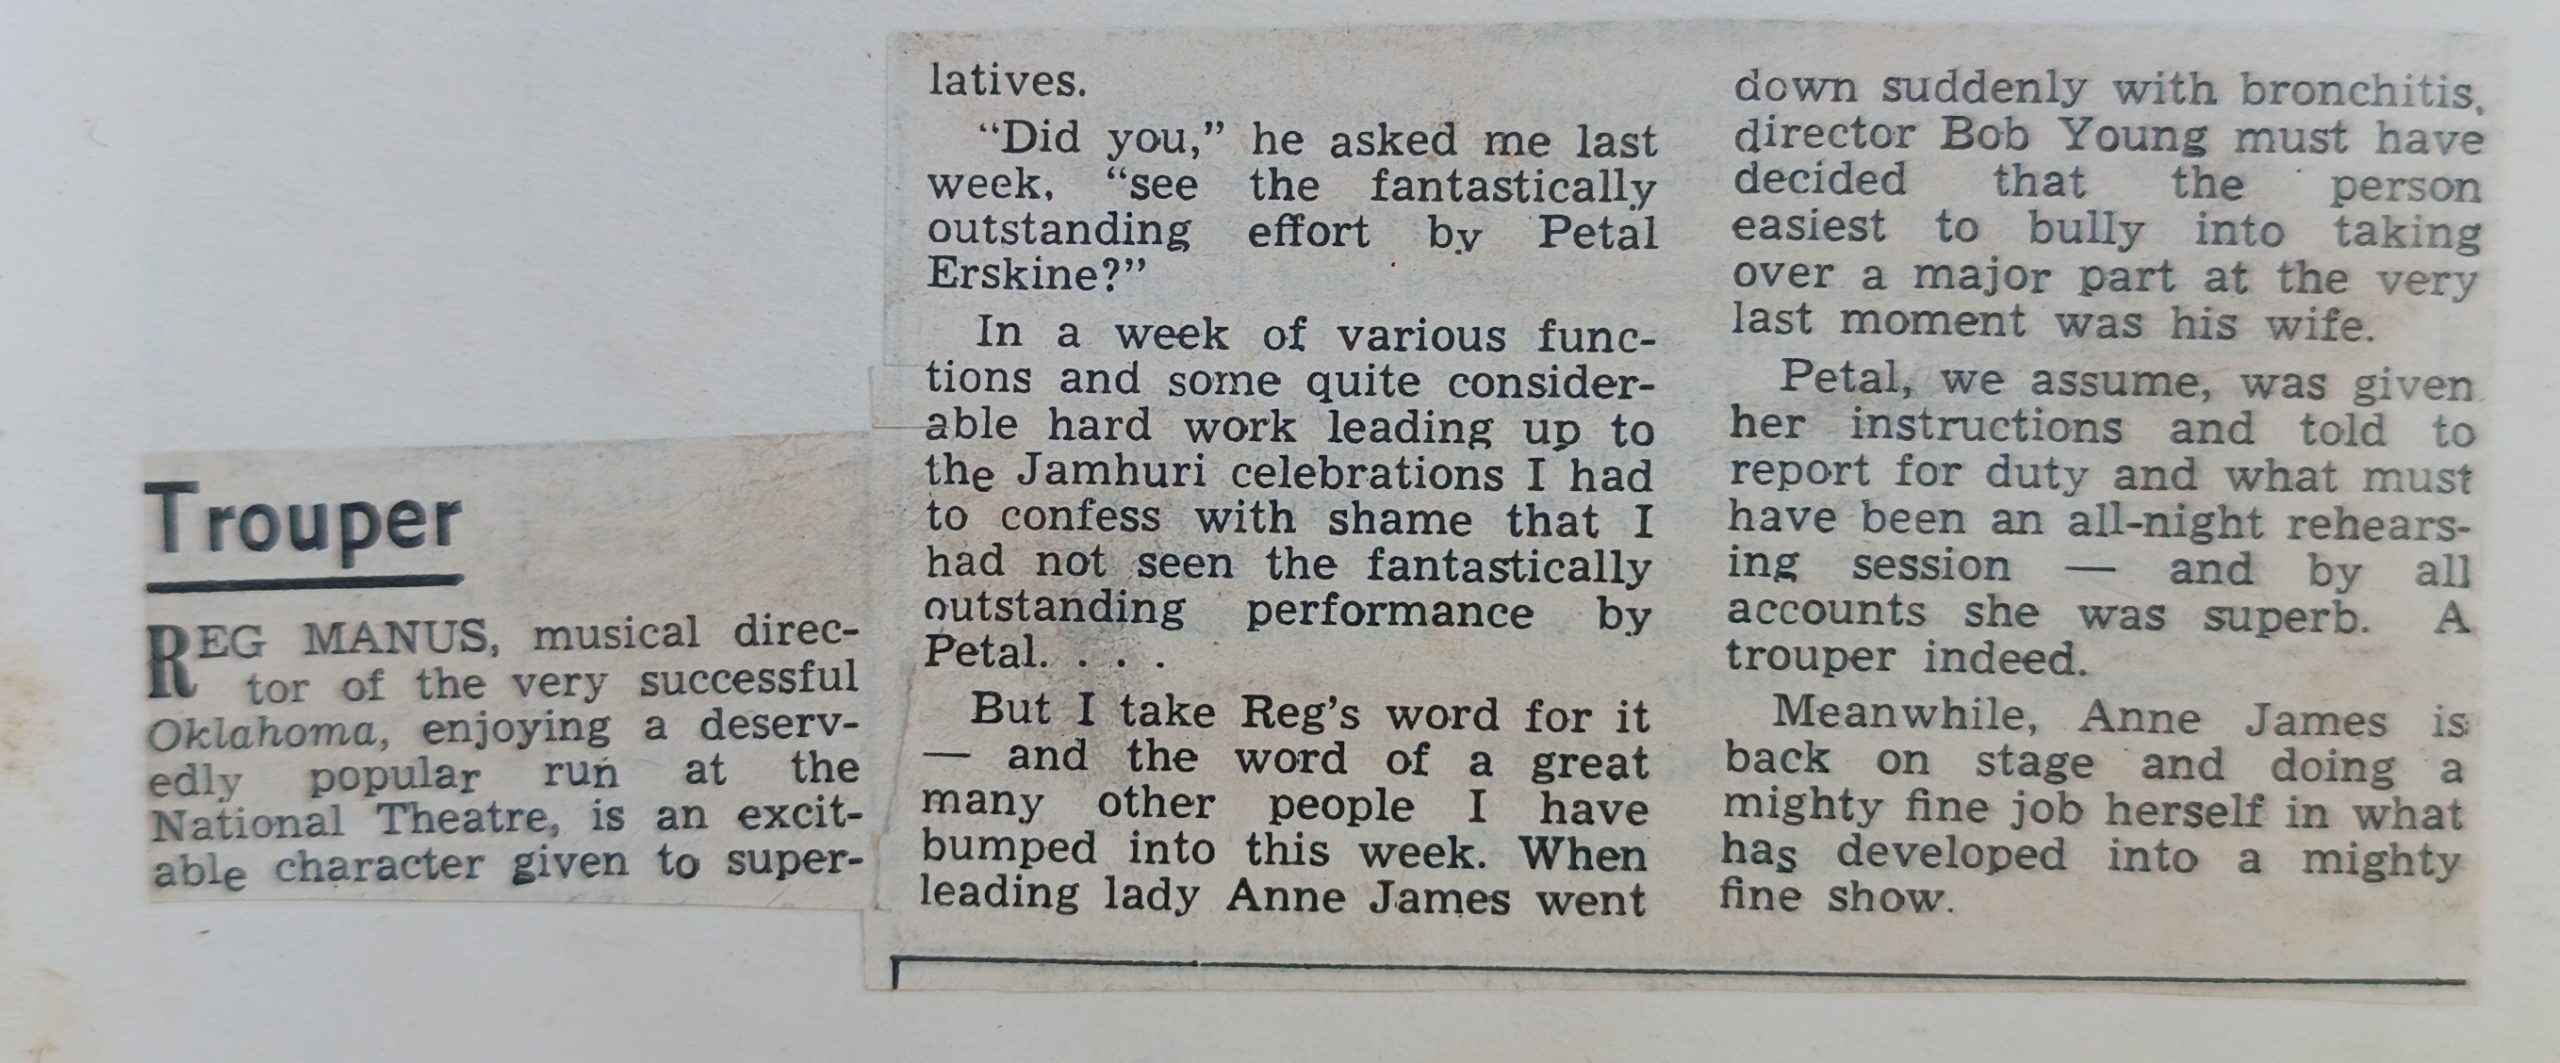 Trouper
REG MANUS, musical direc-
tor of the very successful
Oklahoma, enjoying a deserv-
edly popular run at the
National Theatre, is an excit-
able character given to super-
latives.
“Did you,” he asked me last
week, “see the fantastically
outstanding effort by Petal
Erskine?”
In a week of various func-
tions and some quite consider-
able hard work leading up to
the Jamhuri celebrations I had
to confess with shame that I
had not seen the fantastically
outstanding performance by
Petal. . . .
But I take Reg’s word for it
— and the word of a great
many other people I have
bumped into this week. When
leading lady Anne James went
down suddenly with bronchitis,
director Bob Young must have
decided that the person
easiest to bully into taking
over a major part at the very
last moment was his wife.
Petal, we assume, was given
her instructions and told to
report for duty and what must
have been an all-night rehears-
ing session — and by all
accounts she was superb. A
trouper indeed.
Meanwhile, Anne James is
back on stage and doing a
mighty fine job herself in what
has developed into a mighty
fine show.